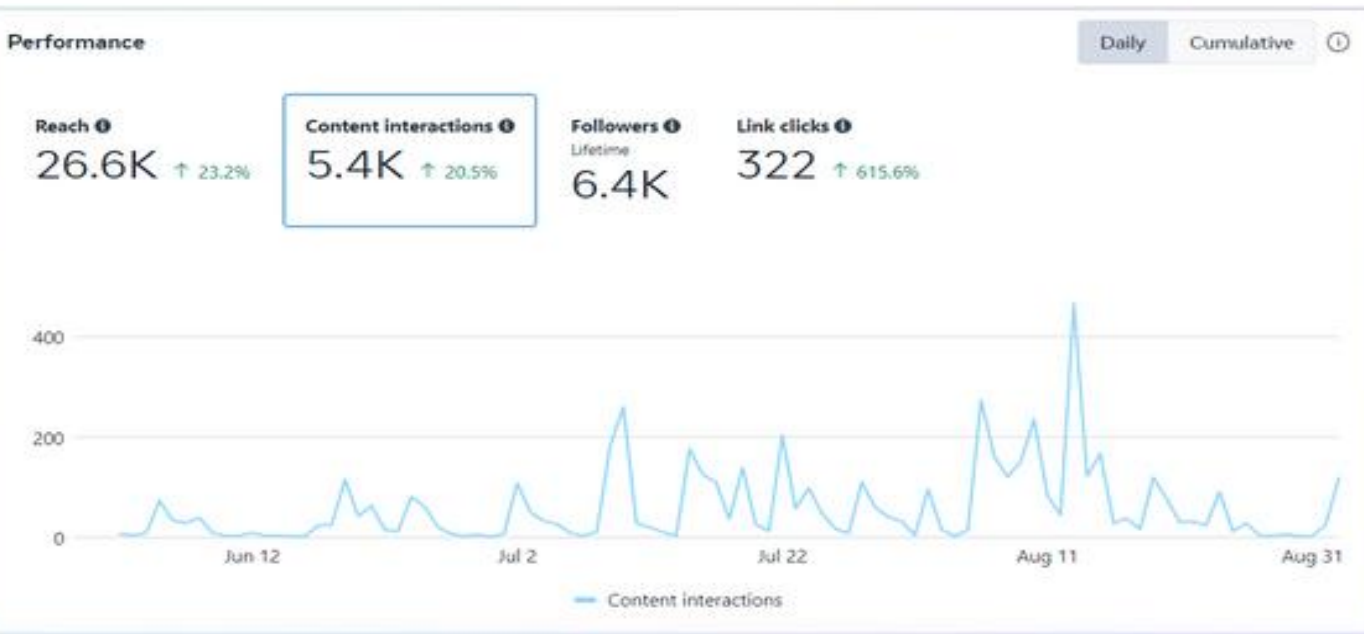 Performance
Daily Cumulative
Reach
26.6K ↑ 23.2%
Content interactions
5.4K ↑ 20.5%
Followers
Lifetime
6.4K
Link clicks
322 ↑ 615.6%
400
200
0
Jun 12 Jul 2 Jul 22 Aug 11 Aug 31
Content interactions